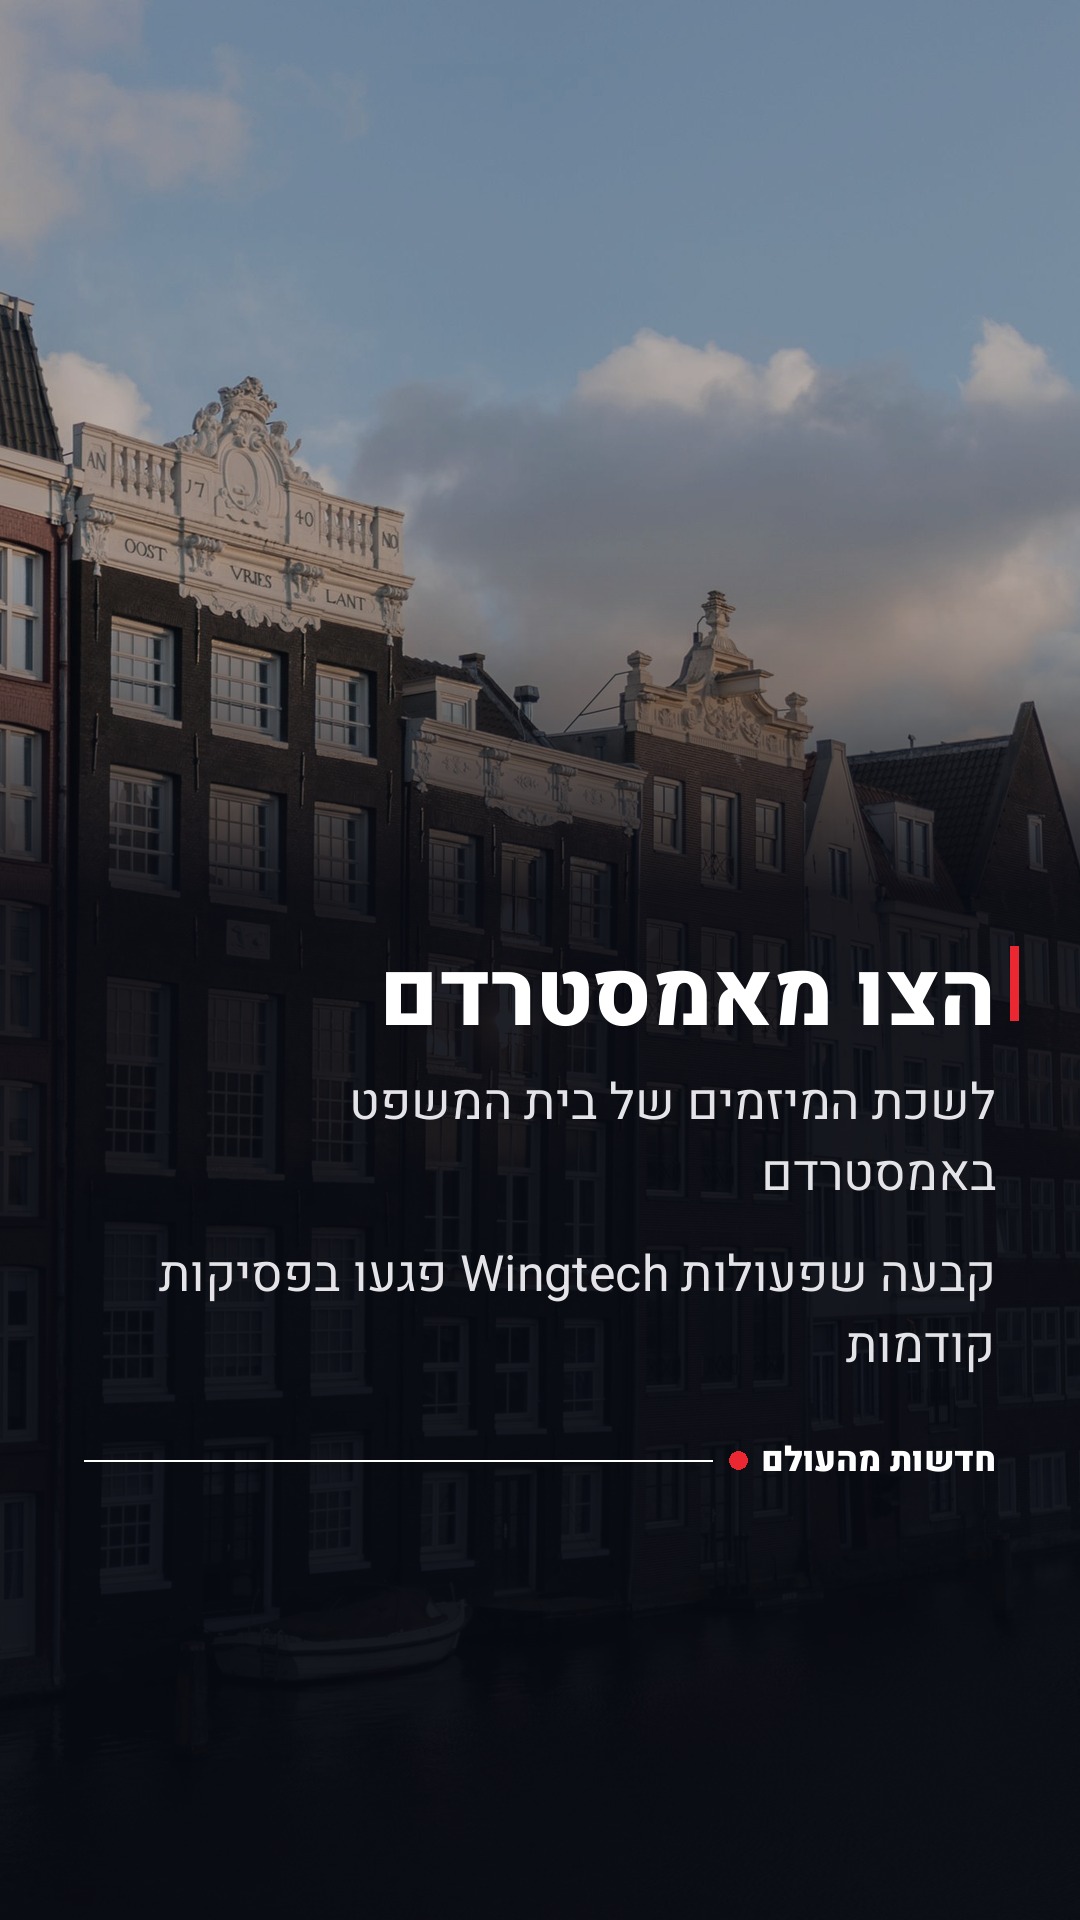 AN 17 40 NO
OOST VRIES LANT
הצו מאמסטרדם
לשכת המיזמים של בית המשפט
באמסטרדם
קבעה שפעולות Wingtech פגעו בפסיקות
קודמות
חדשות מהעולם